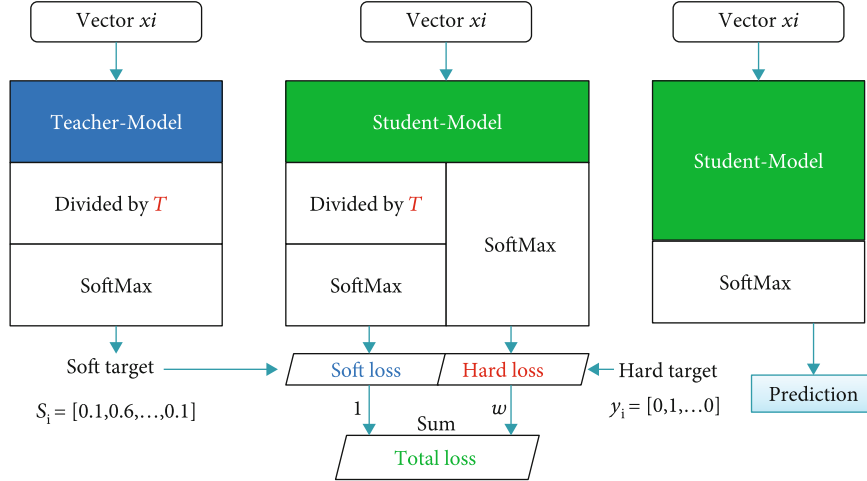 Vector xi
Vector xi
Vector xi
Teacher-Model
Student-Model
Student-Model
Divided by T
Divided by T
SoftMax
SoftMax
SoftMax
SoftMax
Soft target
Soft loss
Hard loss
Hard target
Prediction
S_i = [0.1,0.6,…,0.1]
1
w
y_i = [0,1,…0]
Sum
Total loss